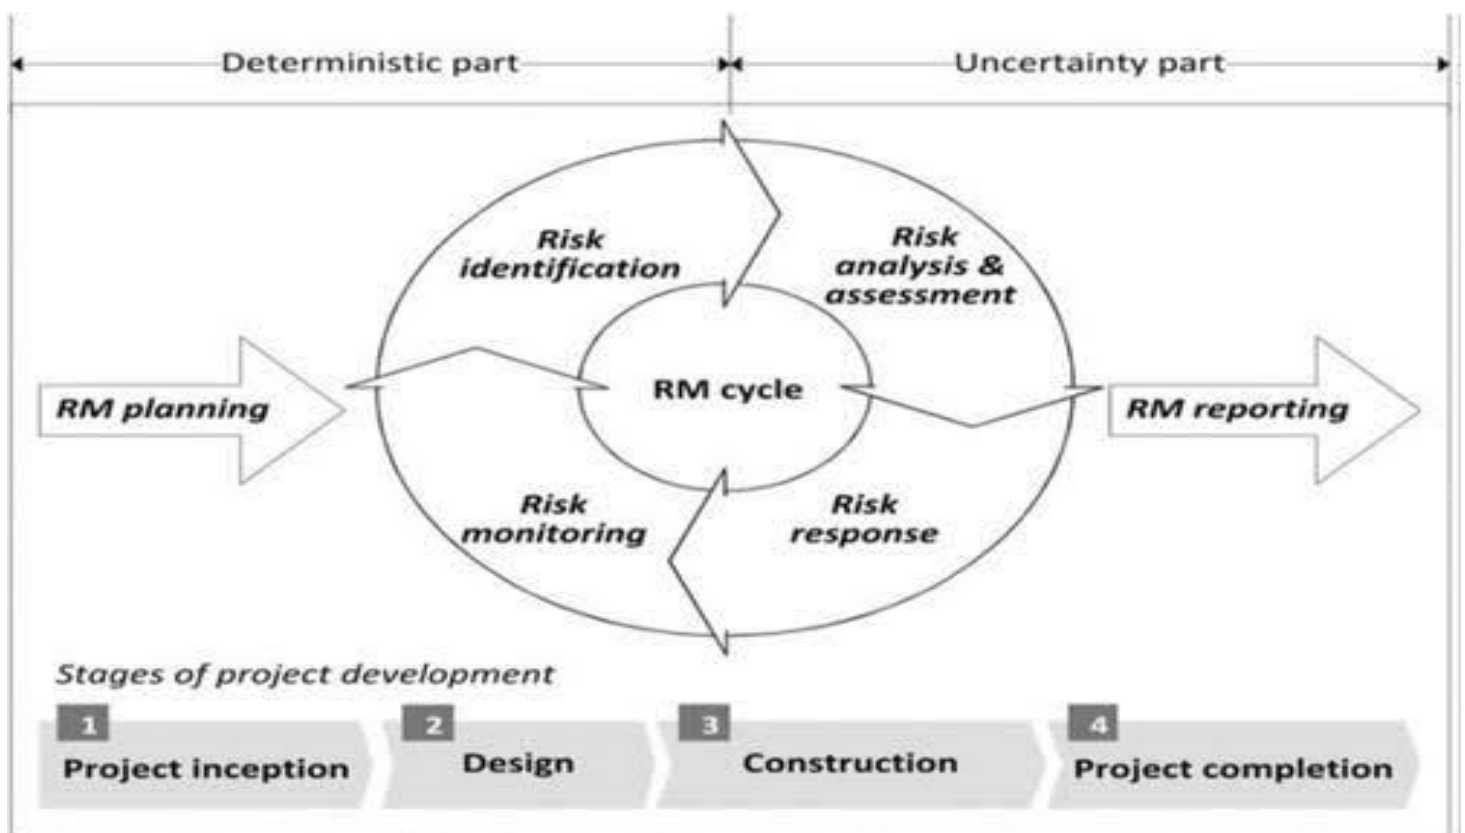 Deterministic part
Uncertainty part
Risk
identification
Risk
analysis &
assessment
RM planning
RM cycle
RM reporting
Risk
monitoring
Risk
response
Stages of project development
1
Project inception
2
Design
3
Construction
4
Project completion